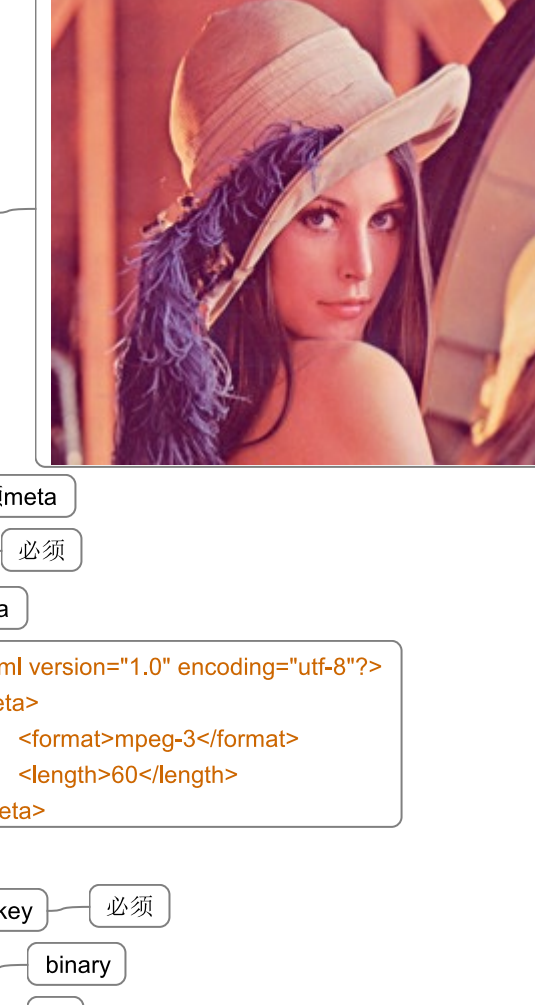 meta
必须
a
ml version="1.0" encoding="utf-8"?>
eta>
<format>mpeg-3</format>
<length>60</length>
eta>
key
必须
binary